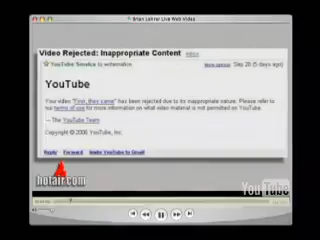 Brian Lehrer Live Web Video
Video Rejected: Inappropriate Content
YouTube Service to
Sep 28 (5 days ago)
YouTube
Your video "First, they came" has been rejected due to its inappropriate nature. Please refer to
our terms of use for more information on what video material is not permitted on YouTube.
-- The YouTube Team
Copyright © 2006 YouTube, Inc.
Reply Forward Invite YouTube to Gmail
hotair.com
YouTube